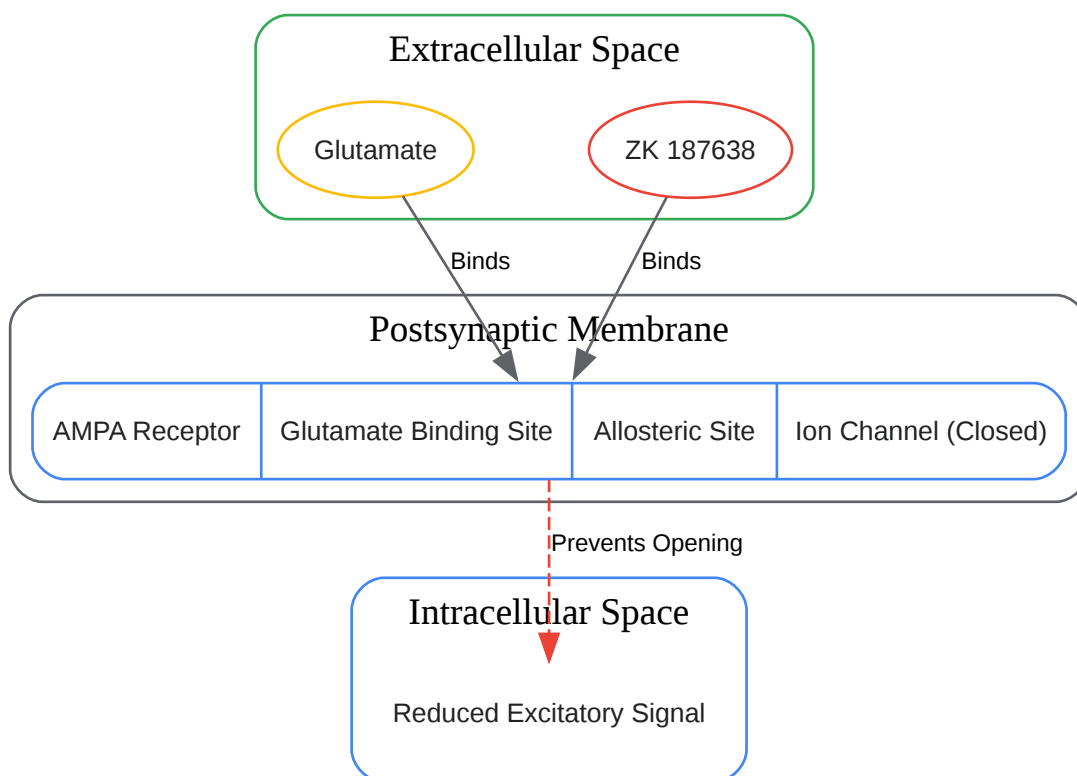 Extracellular Space
Glutamate
ZK 187638
Binds
Binds
Postsynaptic Membrane
AMPA Receptor
Glutamate Binding Site
Allosteric Site
Ion Channel (Closed)
Prevents Opening
Intracellular Space
Reduced Excitatory Signal